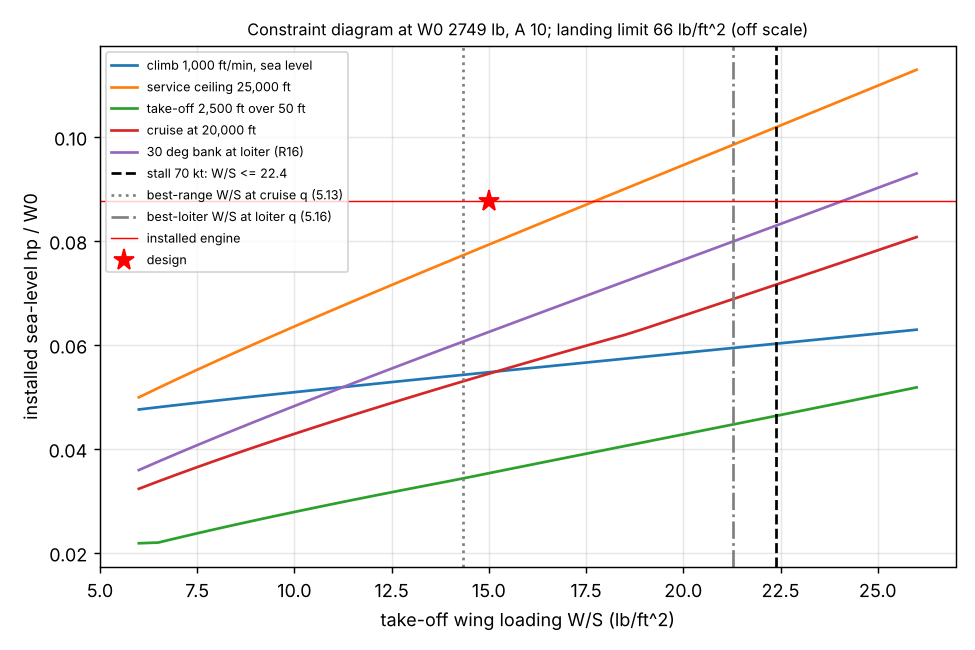 Constraint diagram at W0 2749 lb, A 10; landing limit 66 lb/ft^2 (off scale)
climb 1,000 ft/min, sea level
service ceiling 25,000 ft
take-off 2,500 ft over 50 ft
cruise at 20,000 ft
30 deg bank at loiter (R16)
stall 70 kt: W/S <= 22.4
best-range W/S at cruise q (5.13)
best-loiter W/S at loiter q (5.16)
installed engine
design
installed sea-level hp / W0
0.10
0.08
0.06
0.04
0.02
5.0 7.5 10.0 12.5 15.0 17.5 20.0 22.5 25.0
take-off wing loading W/S (lb/ft^2)